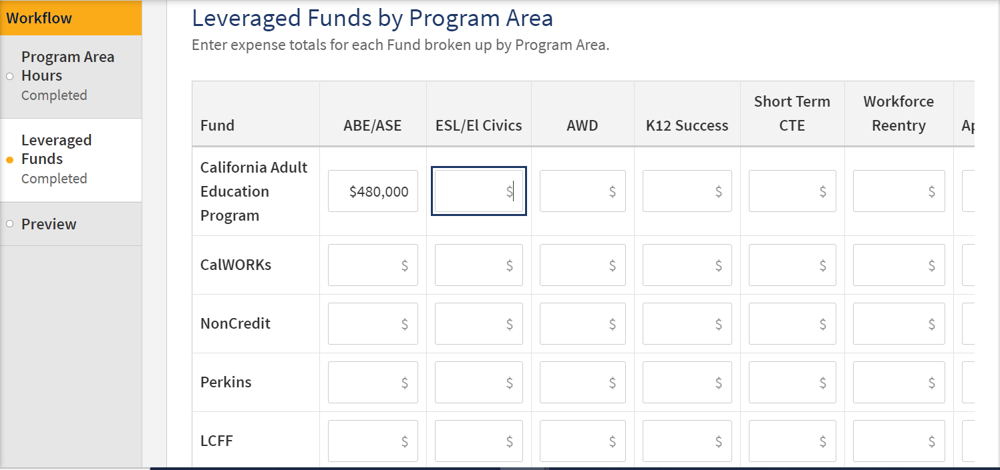 Workflow
Program Area
Hours
Completed
Leveraged
Funds
Completed
Preview
Leveraged Funds by Program Area
Enter expense totals for each Fund broken up by Program Area.
Fund ABE/ASE ESL/El Civics AWD K12 Success Short Term CTE Workforce Reentry
California Adult
Education
Program
$480,000 $ $ $ $ $
CalWORKs $ $ $ $ $ $
NonCredit $ $ $ $ $ $
Perkins $ $ $ $ $ $
LCFF $ $ $ $ $ $